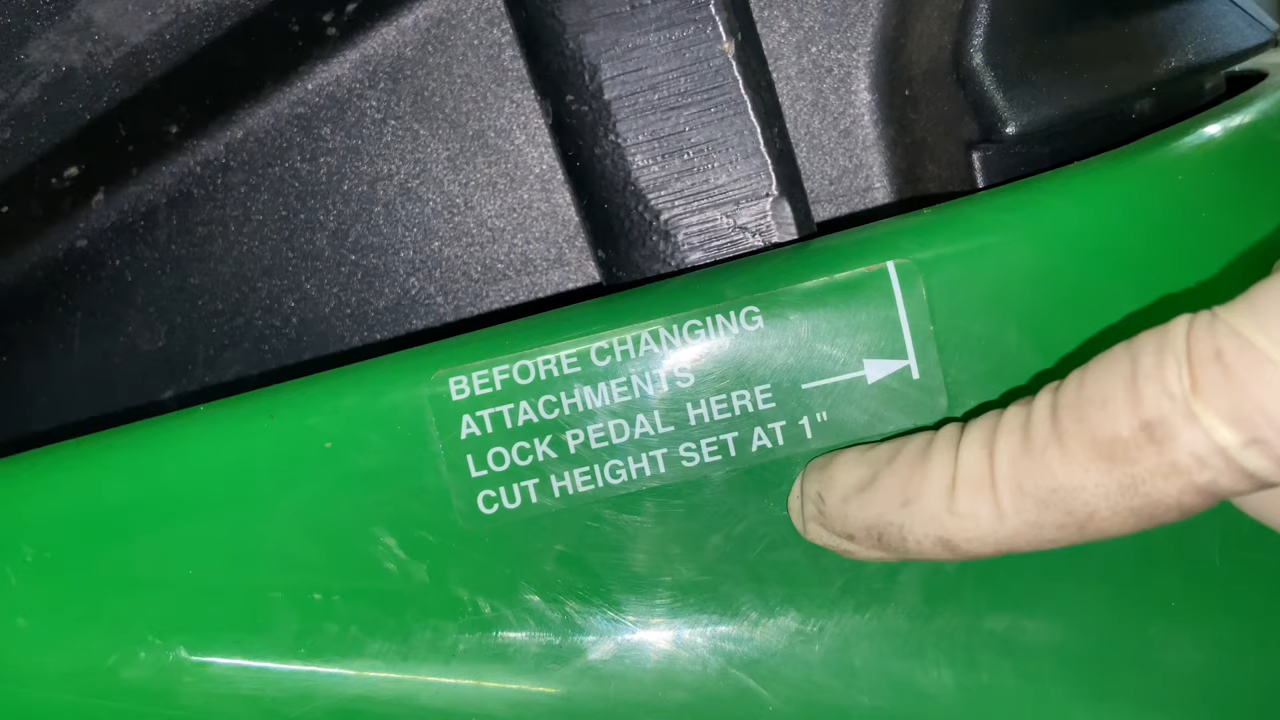 BEFORE CHANGING
ATTACHMENTS
LOCK PEDAL HERE
CUT HEIGHT SET AT 1"